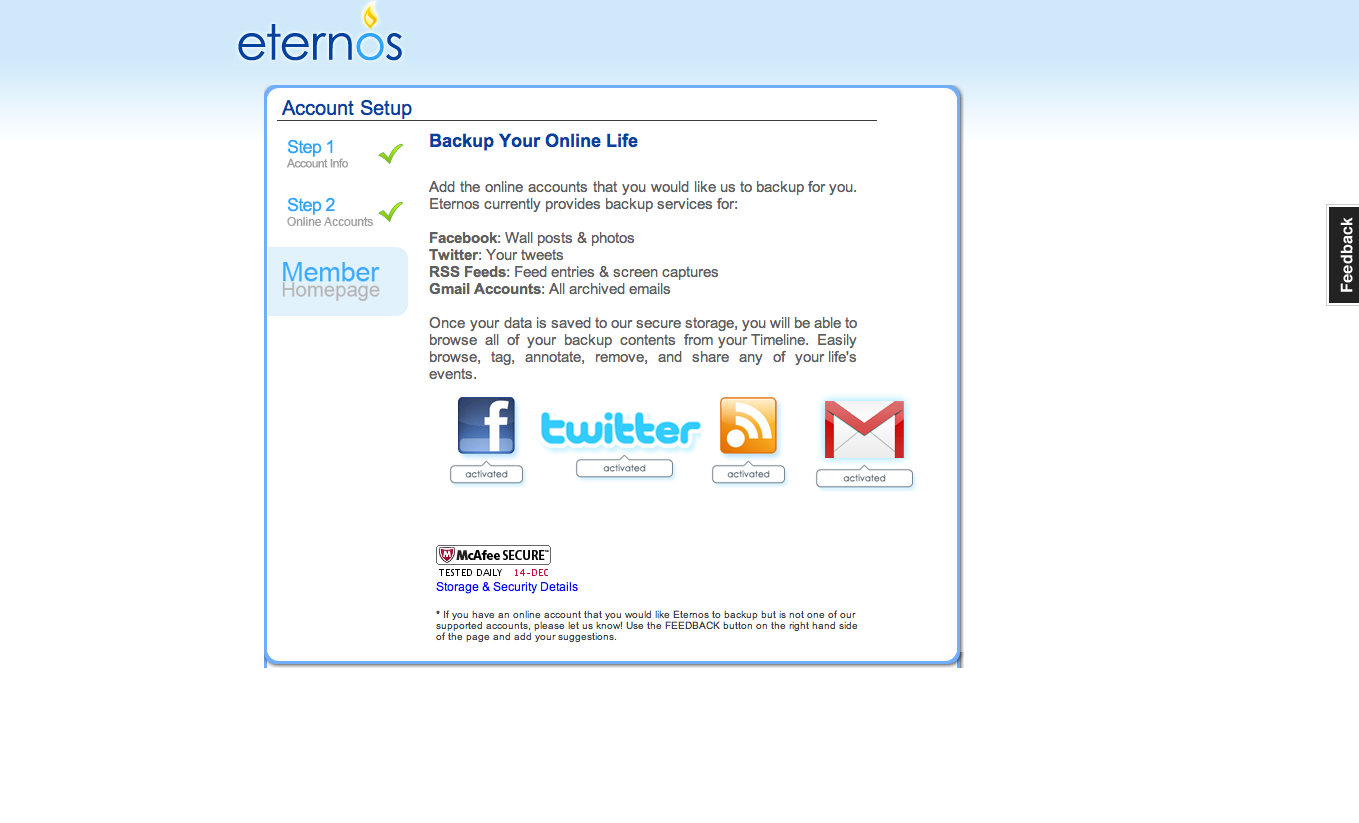 eternos
Account Setup
Step 1
Account Info
Step 2
Online Accounts
Member
Homepage
Backup Your Online Life
Add the online accounts that you would like us to backup for you.
Eternos currently provides backup services for:
Facebook: Wall posts & photos
Twitter: Your tweets
RSS Feeds: Feed entries & screen captures
Gmail Accounts: All archived emails
Once your data is saved to our secure storage, you will be able to
browse all of your backup contents from your Timeline. Easily
browse, tag, annotate, remove, and share any of your life's
events.
f
twitter
activated
activated
activated
activated
McAfee SECURE™
TESTED DAILY 14-DEC
Storage & Security Details
* If you have an online account that you would like Eternos to backup but is not one of our
supported accounts, please let us know! Use the FEEDBACK button on the right hand side
of the page and add your suggestions.
Feedback